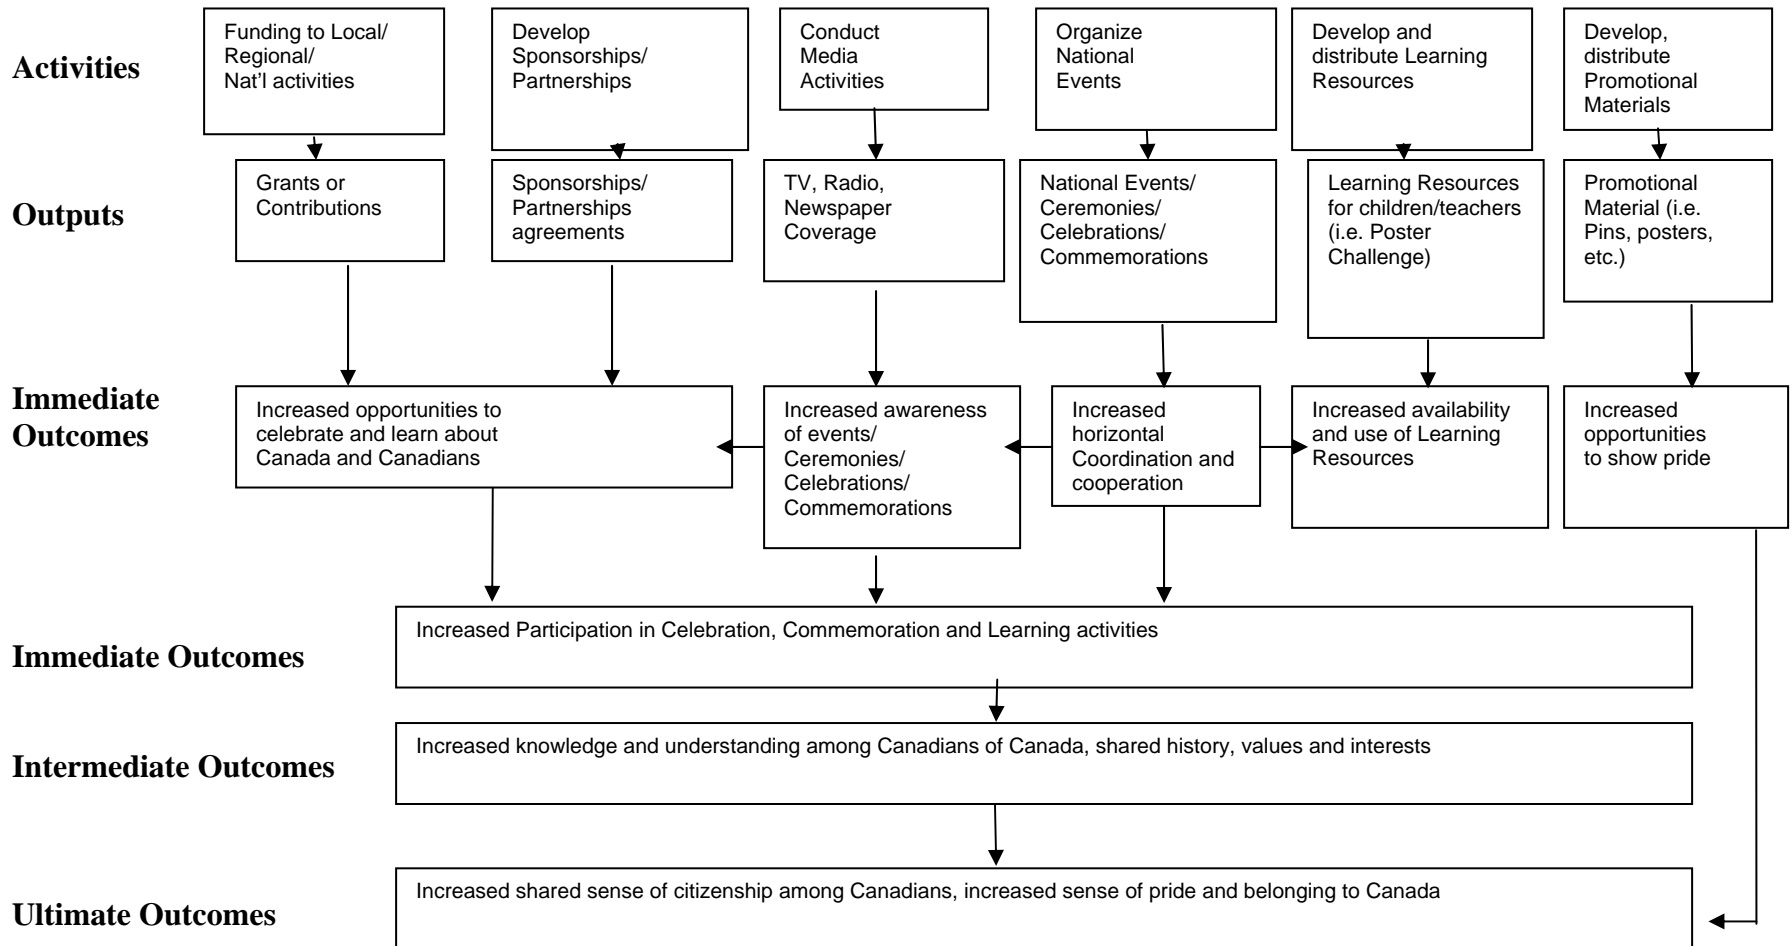 Activities
Funding to Local/
Regional/
Nat'l activities
Develop
Sponsorships/
Partnerships
Conduct
Media
Activities
Organize
National
Events
Develop and
distribute Learning
Resources
Develop,
distribute
Promotional
Materials
Outputs
Grants or
Contributions
Sponsorships/
Partnerships
agreements
TV, Radio,
Newspaper
Coverage
National Events/
Ceremonies/
Celebrations/
Commemorations
Learning Resources
for children/teachers
(i.e. Poster
Challenge)
Promotional
Material (i.e.
Pins, posters,
etc.)
Immediate
Outcomes
Increased opportunities to
celebrate and learn about
Canada and Canadians
Increased awareness
of events/
Ceremonies/
Celebrations/
Commemorations
Increased
horizontal
Coordination and
cooperation
Increased availability
and use of Learning
Resources
Increased
opportunities
to show pride
Immediate Outcomes
Increased Participation in Celebration, Commemoration and Learning activities
Intermediate Outcomes
Increased knowledge and understanding among Canadians of Canada, shared history, values and interests
Ultimate Outcomes
Increased shared sense of citizenship among Canadians, increased sense of pride and belonging to Canada